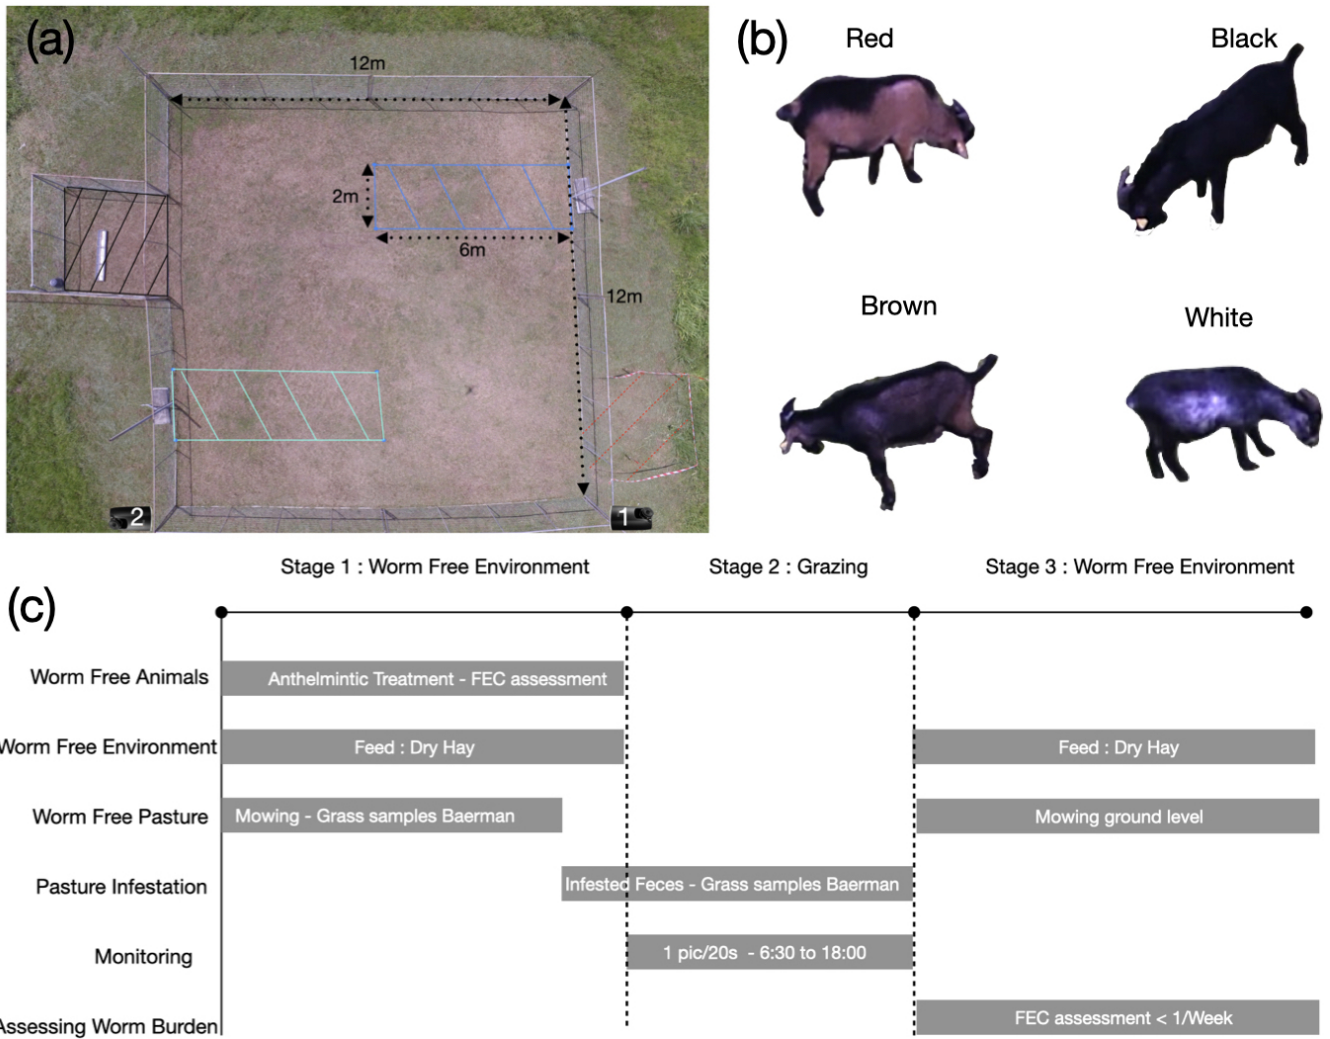 (a)
12m
2m
6m
12m
2
1
(b)
Red
Black
Brown
White
(c)
Stage 1 : Worm Free Environment
Stage 2 : Grazing
Stage 3 : Worm Free Environment
Worm Free Animals
Anthelmintic Treatment - FEC assessment
Worm Free Environment
Feed : Dry Hay
Feed : Dry Hay
Worm Free Pasture
Mowing - Grass samples Baerman
Mowing ground level
Pasture Infestation
Infested Feces - Grass samples Baerman
Monitoring
1 pic/20s - 6:30 to 18:00
Assessing Worm Burden
FEC assessment < 1/Week